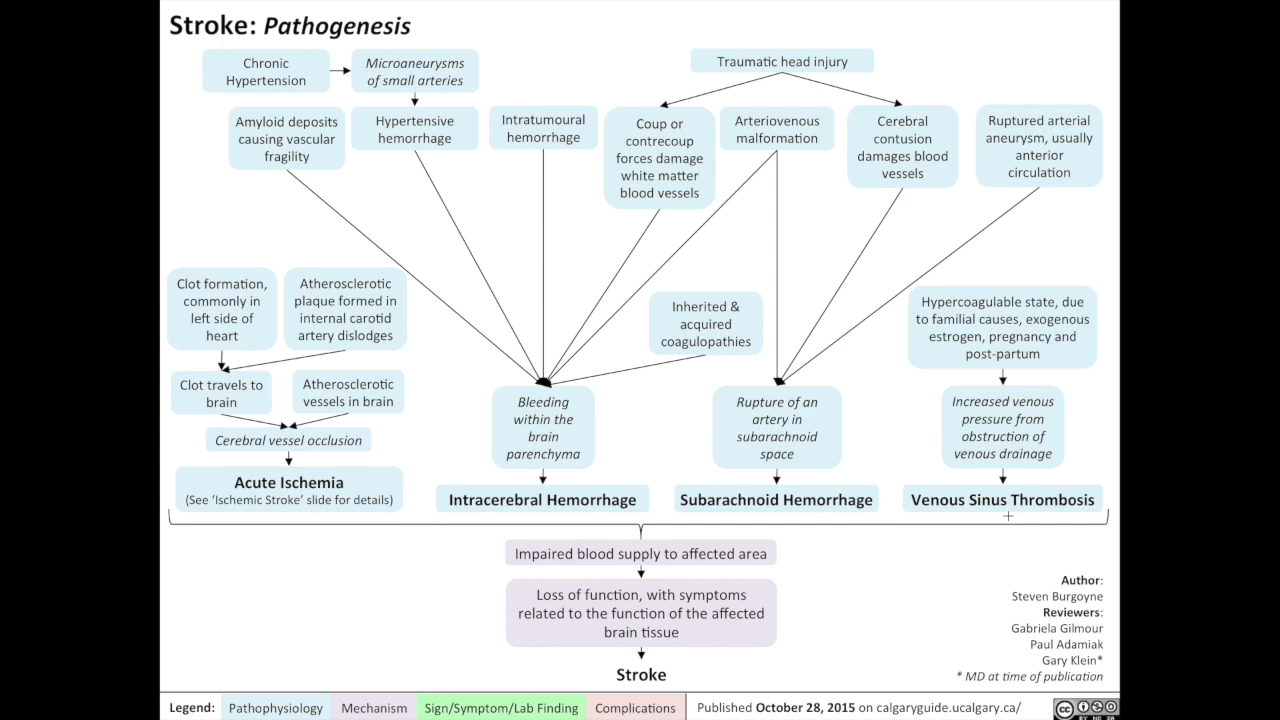 Stroke: Pathogenesis
Chronic
Hypertension
Microaneurysms
of small arteries
Traumatic head injury
Amyloid deposits
causing vascular
fragility
Hypertensive
hemorrhage
Intratumoural
hemorrhage
Coup or
contrecoup
forces damage
white matter
blood vessels
Arteriovenous
malformation
Cerebral
contusion
damages blood
vessels
Ruptured arterial
aneurysm, usually
anterior
circulation
Clot formation,
commonly in
left side of
heart
Atherosclerotic
plaque formed in
internal carotid
artery dislodges
Inherited &
acquired
coagulopathies
Hypercoagulable state, due
to familial causes, exogenous
estrogen, pregnancy and
post-partum
Clot travels to
brain
Atherosclerotic
vessels in brain
Cerebral vessel occlusion
Bleeding
within the
brain
parenchyma
Rupture of an
artery in
subarachnoid
space
Increased venous
pressure from
obstruction of
venous drainage
Acute Ischemia
(See ‘Ischemic Stroke’ slide for details)
Intracerebral Hemorrhage
Subarachnoid Hemorrhage
Venous Sinus Thrombosis
Impaired blood supply to affected area
Loss of function, with symptoms
related to the function of the affected
brain tissue
Stroke
Author:
Steven Burgoyne
Reviewers:
Gabriela Gilmour
Paul Adamiak
Gary Klein*
* MD at time of publication
Legend: Pathophysiology Mechanism Sign/Symptom/Lab Finding Complications Published October 28, 2015 on calgaryguide.ucalgary.ca/
cc
BY NC SA